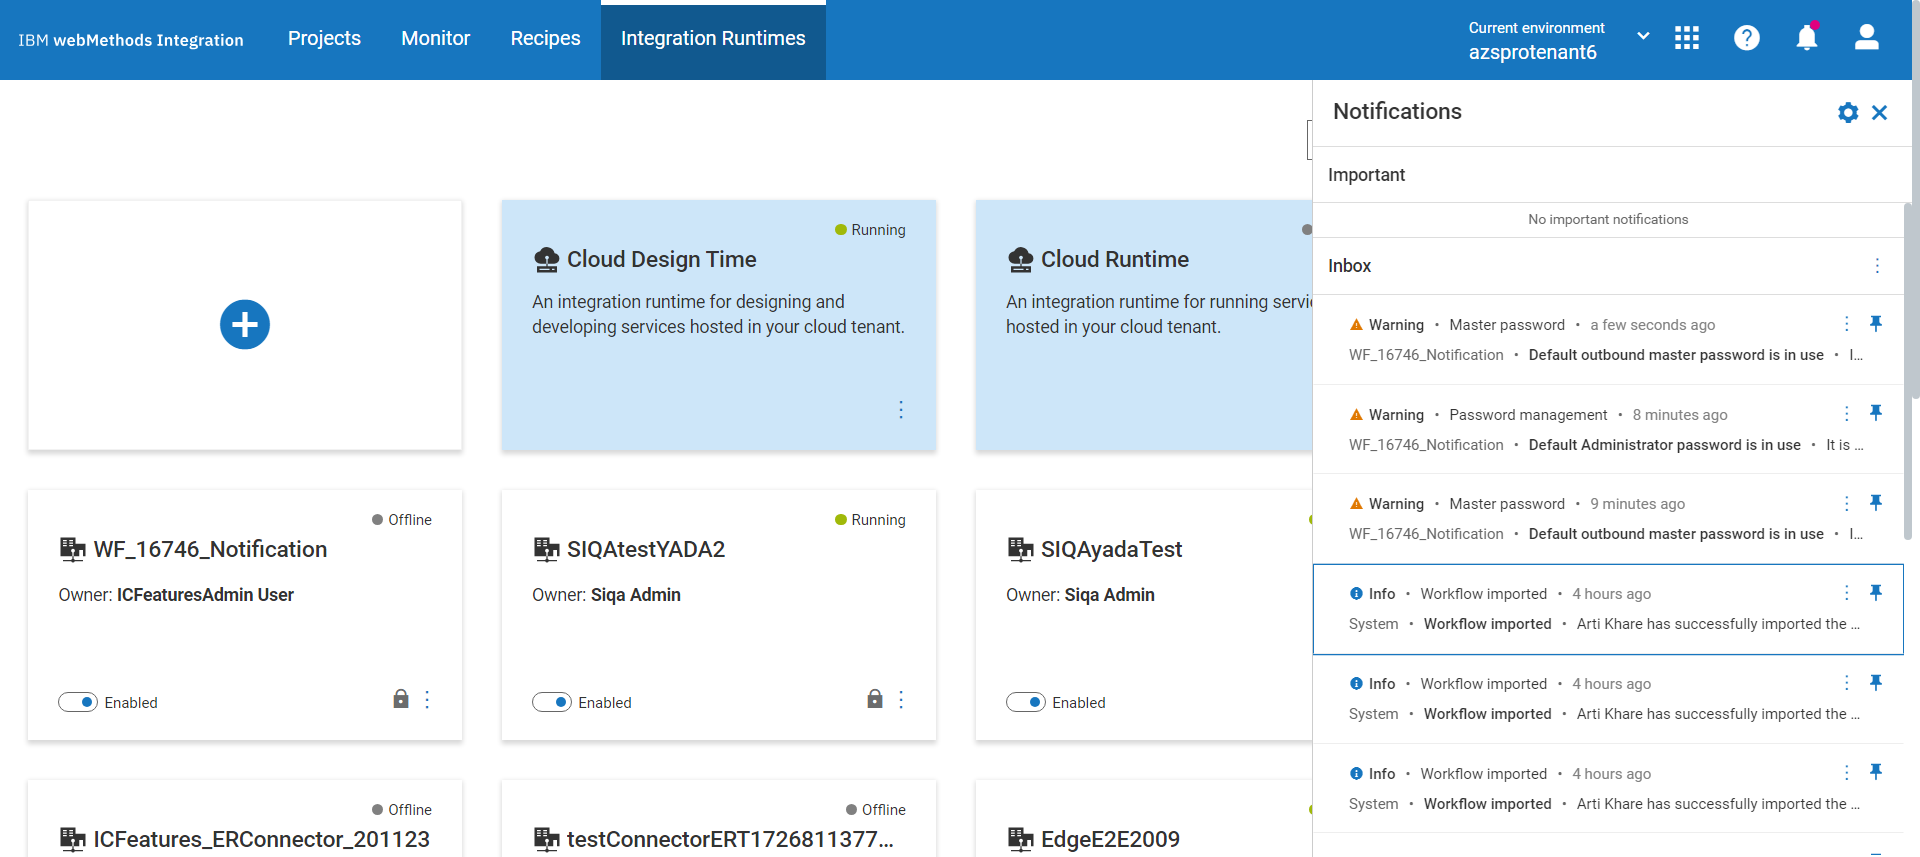 IBM webMethods Integration
Projects
Monitor
Recipes
Integration Runtimes
Current environment
azsprotenant6
Running
Cloud Design Time
An integration runtime for designing and
developing services hosted in your cloud tenant.
Cloud Runtime
An integration runtime for running
hosted in your cloud tenant.
Offline
WF_16746_Notification
Owner: ICFeaturesAdmin User
Enabled
Running
SIQAtestYADA2
Owner: Siqa Admin
Enabled
SIQAyadaTest
Owner: Siqa Admin
Enabled
Offline
ICFeatures_ERConnector_201123
Offline
testConnectorERT1726811377...
EdgeE2E2009
Notifications
Important
No important notifications
Inbox
Warning • Master password • a few seconds ago
WF_16746_Notification • Default outbound master password is in use • I...
Warning • Password management • 8 minutes ago
WF_16746_Notification • Default Administrator password is in use • It is ...
Warning • Master password • 9 minutes ago
WF_16746_Notification • Default outbound master password is in use • I...
Info • Workflow imported • 4 hours ago
System • Workflow imported • Arti Khare has successfully imported the ...
Info • Workflow imported • 4 hours ago
System • Workflow imported • Arti Khare has successfully imported the ...
Info • Workflow imported • 4 hours ago
System • Workflow imported • Arti Khare has successfully imported the ...